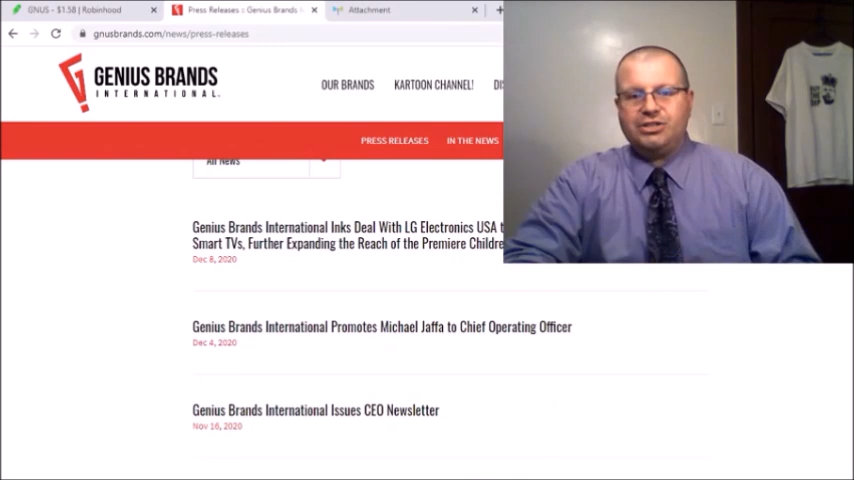 GNUS - $1.58 | Robinhood
Press Releases :: Genius Brands
Attachment
gnusbrands.com/news/press-releases
GENIUS BRANDS
INTERNATIONAL
OUR BRANDS
KARTOON CHANNEL!
PRESS RELEASES
IN THE NEWS
All News
Genius Brands International Inks Deal With LG Electronics USA
Smart TVs, Further Expanding the Reach of the Premiere
Dec 8, 2020
Genius Brands International Promotes Michael Jaffa to Chief Operating Officer
Dec 4, 2020
Genius Brands International Issues CEO Newsletter
Nov 16, 2020